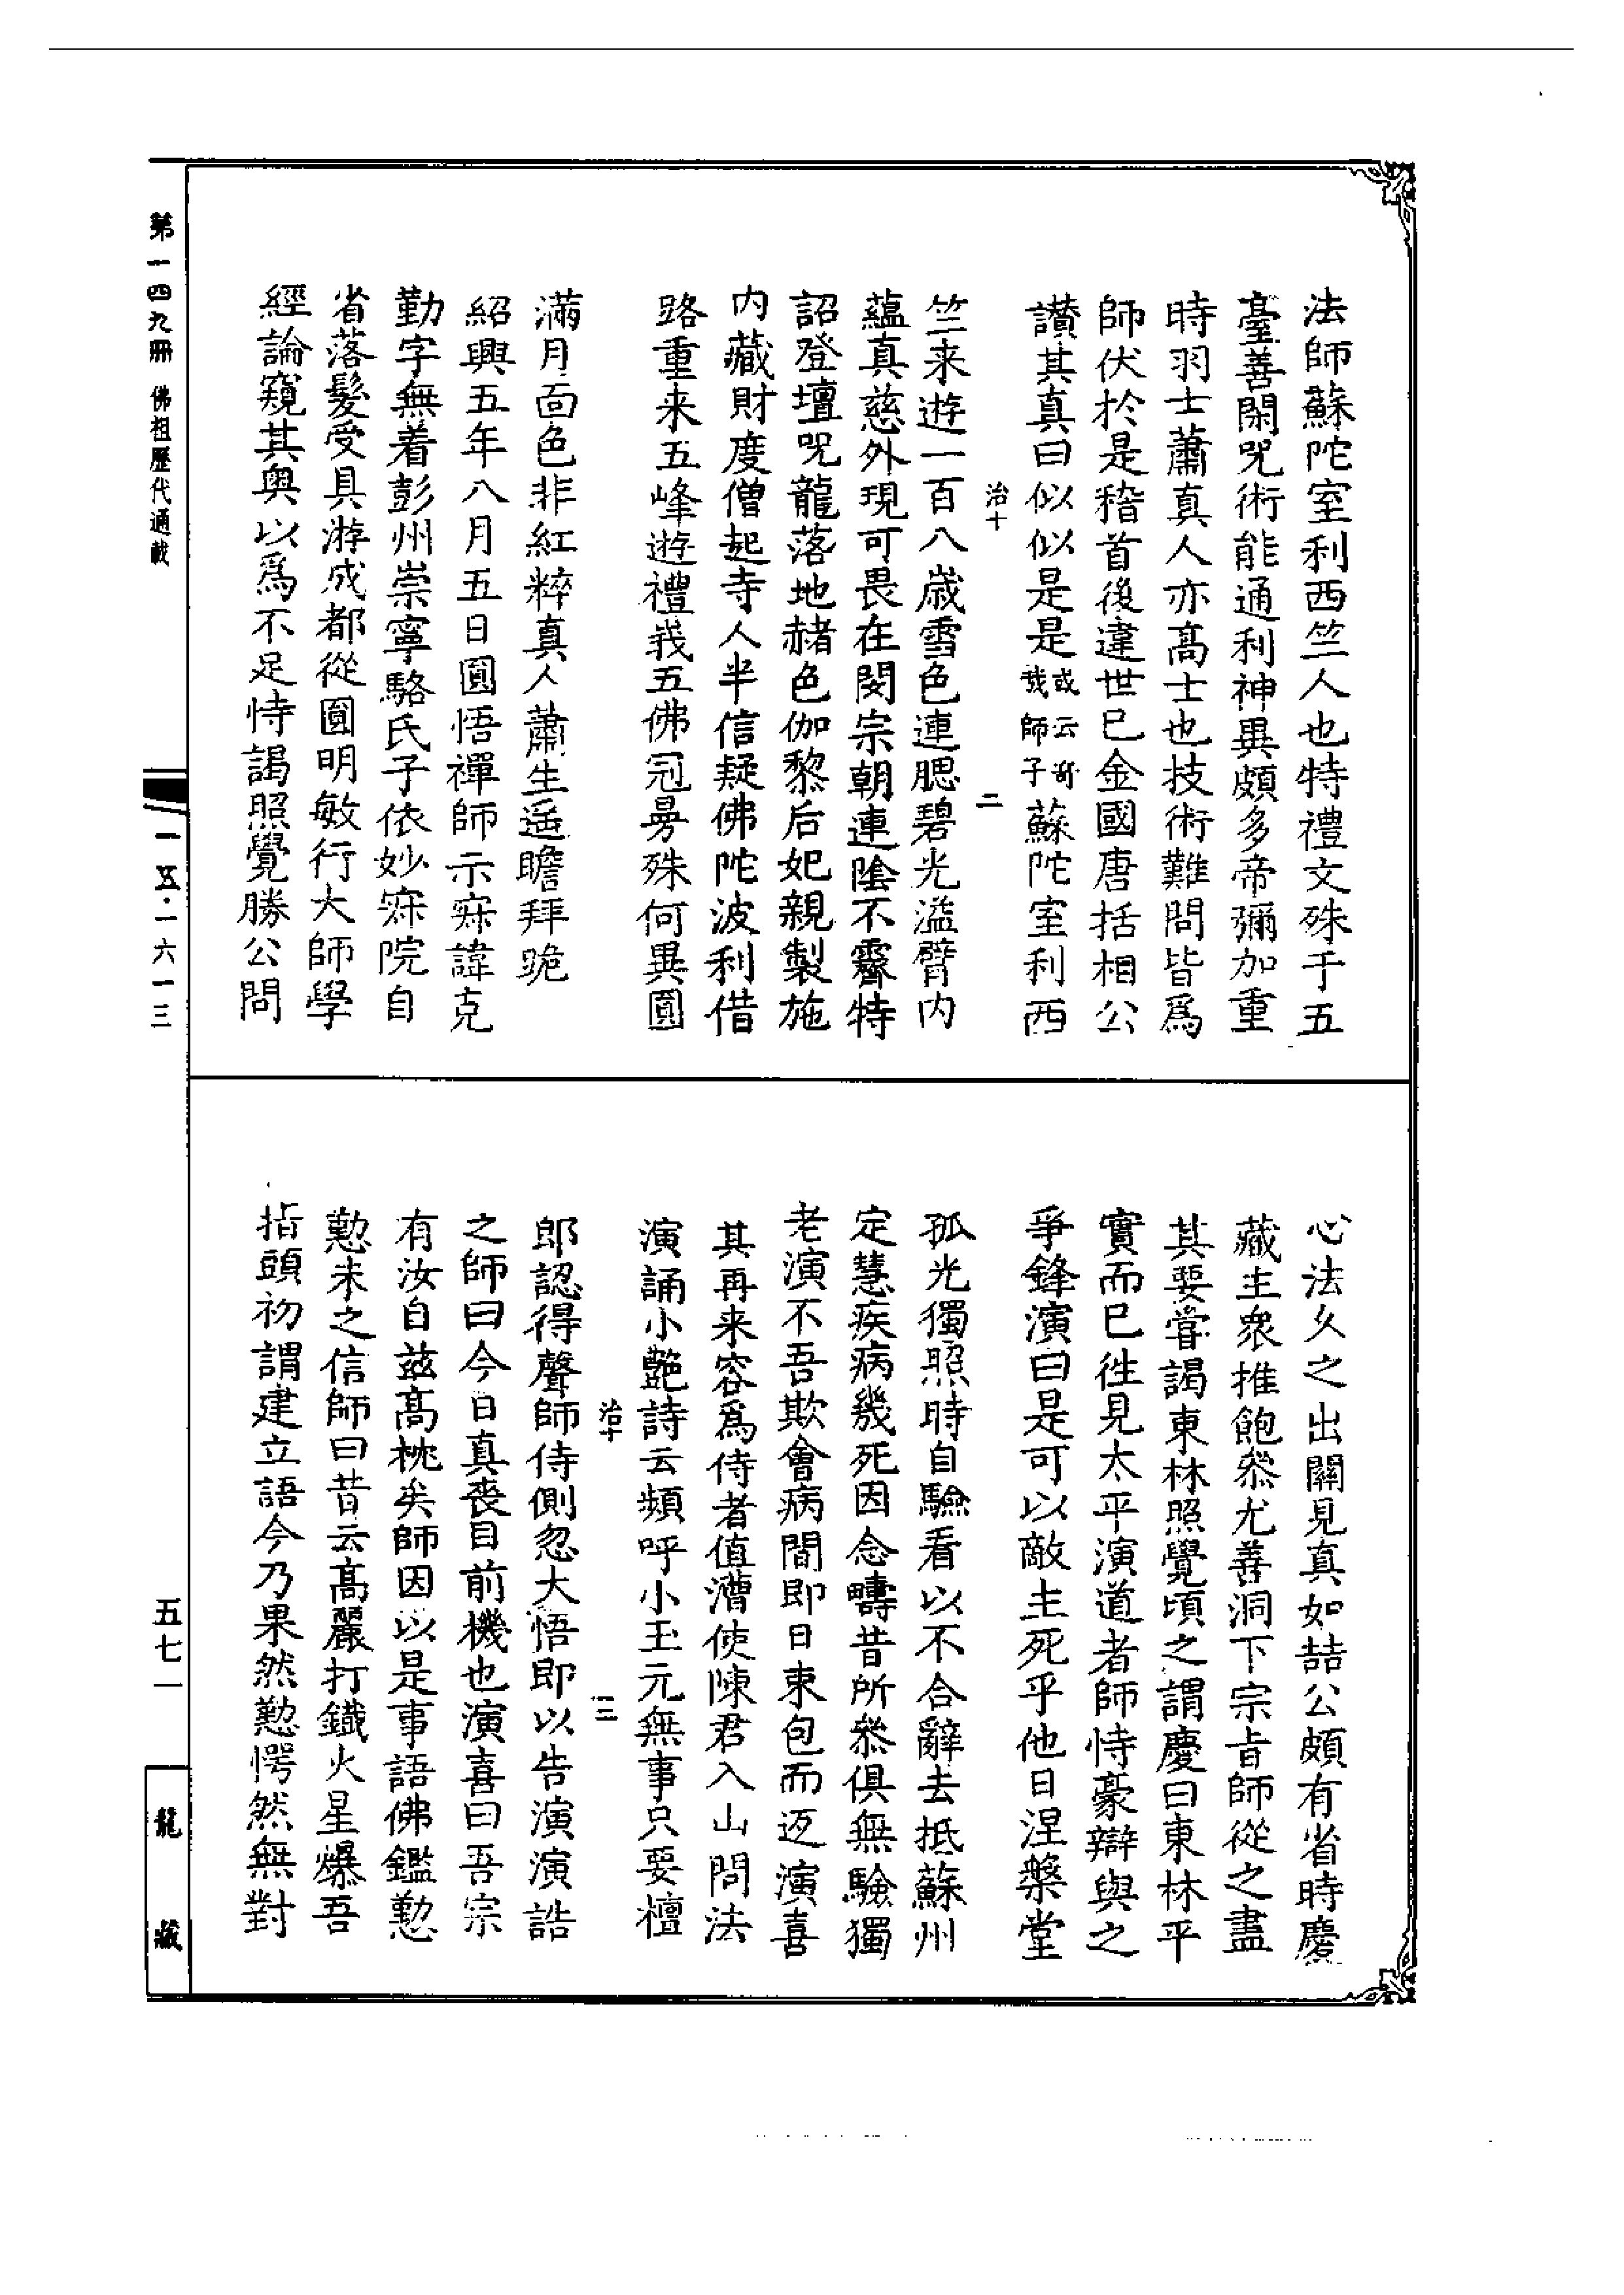 法師蘇陀室利西竺人也特禮文殊于五
臺善閑咒術能通利神異頗多帝彌加重
時羽士蕭真人亦高士也技術難問皆爲
師伏於是稽首後違世巳金國唐括相公
讃其真曰似似是是或云奇哉師子蘇陀室利西
治十 二
竺来遊一百八歲雪色連腮碧光溢臂内
蘊真慈外現可畏在閔宗朝連陰不霽特
詔登壇咒龍落地赭色伽黎后妃親製施
内藏財度僧起寺人半信疑佛陀波利借
路重来五峰遊禮峩五佛冠曼殊何異圓
滿月面色非紅粹真人蕭生遥瞻拜跪
紹興五年八月五日圓悟禪師示寂諱克
勤字無着彭州崇寧駱氏子依妙寂院自
省落髮受具游成都從圓明敏行大師學
經論窺其奧以爲不足恃謁照覺勝公問
心法久之出關見真如喆公頗有省時慶
藏主衆推飽叅尤善洞下宗旨師從之盡
其要甞謁東林照覺頃之謂慶曰東林平
實而巳徃見太平演道者師恃豪辯與之
爭鋒演曰是可以敵生死乎他日涅槃堂
孤光獨照時自驗看以不合辭去抵蘇州
定慧疾病幾死因念疇昔所叅俱無驗獨
老演不吾欺會病間即日束包而返演喜
其再来容爲侍者值漕使陳君入山問法
演誦小艶詩云頻呼小玉元無事只要檀
治十 三
郎認得聲師侍側忽大悟即以告演演詰
之師曰今日真喪目前機也演喜曰吾宗
有汝自兹高枕矣師因以是事語佛鑑懃
懃未之信師曰昔云高麗打鐵火星爆吾
指頭初謂建立語今乃果然懃愕然無對
第一四九冊 佛祖歷代通載
一五·一六一三
五七一
龍藏